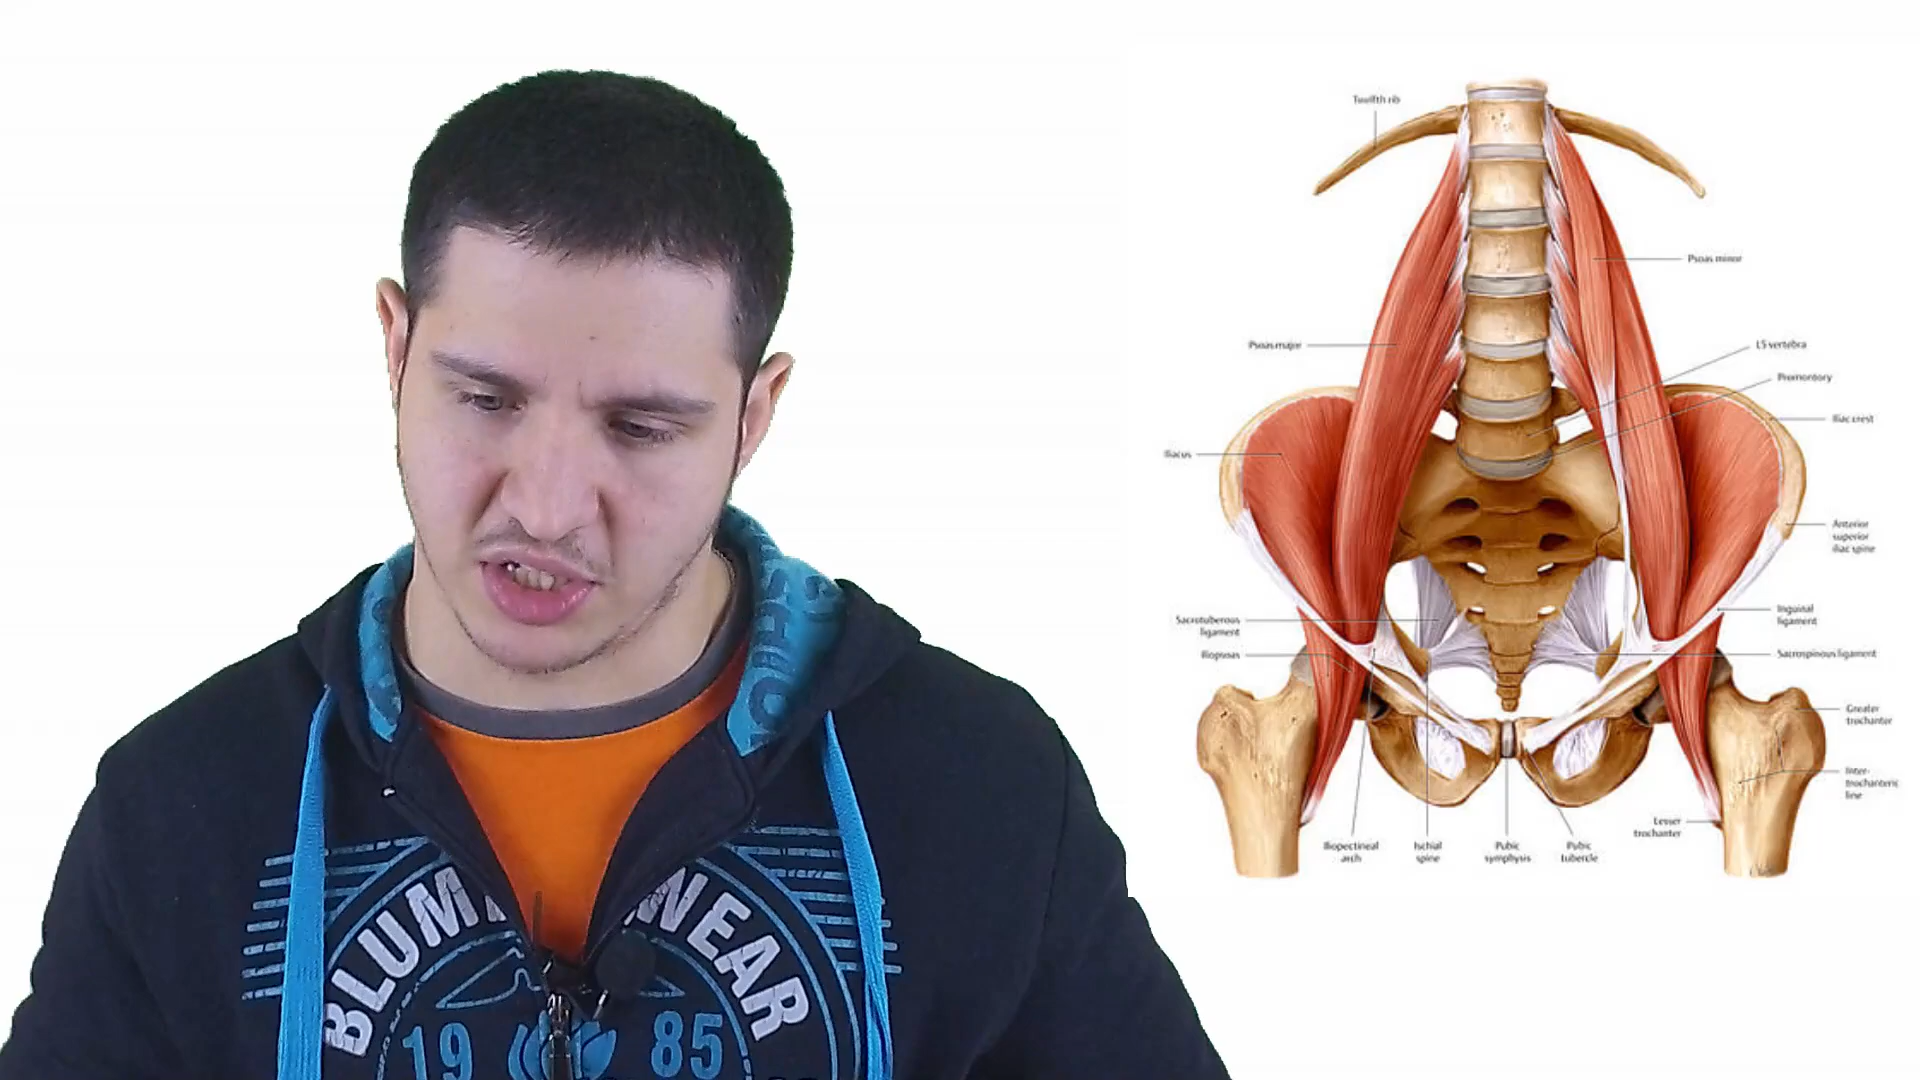 Twelfth rib
Psoas minor
Psoas major
L5 vertebra
Promontory
Iliac crest
Iliacus
Anterior
superior
iliac spine
Sacrotuberous
ligament
Inguinal
ligament
Iliopsoas
Sacrospinous ligament
Greater
trochanter
Inter-
trochanteric
line
Lesser
trochanter
Iliopectineal
arch
Ischial
spine
Pubic
symphysis
Pubic
tubercle
WEAR
19 85